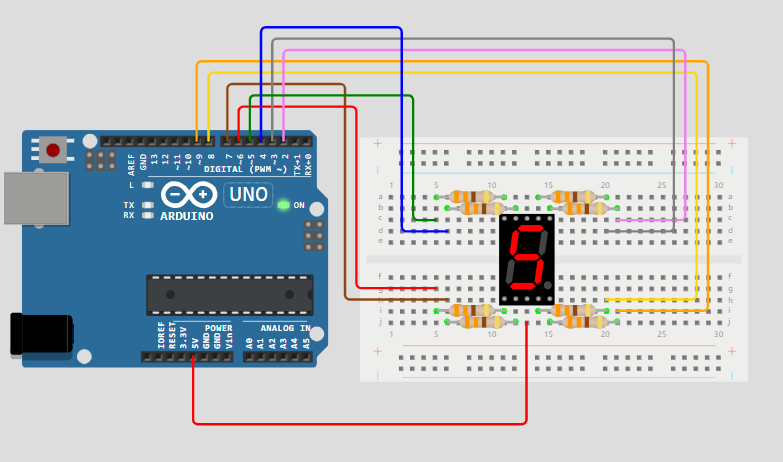 AREF
GND
13
12
~11
~10
~9
8
7
~6
~5
4
~3
2
TX→1
RX←0
DIGITAL (PWM ~)
L
TX
RX
UNO
ON
ARDUINO
IOREF
RESET
3.3V
5V
GND
GND
Vin
POWER
ANALOG IN
A0
A1
A2
A3
A4
A5
+ +
1 5 10 15 20 25 30
a a
b b
c c
d d
e e
f f
g g
h h
i i
j j
1 5 10 15 20 25 30
+ +